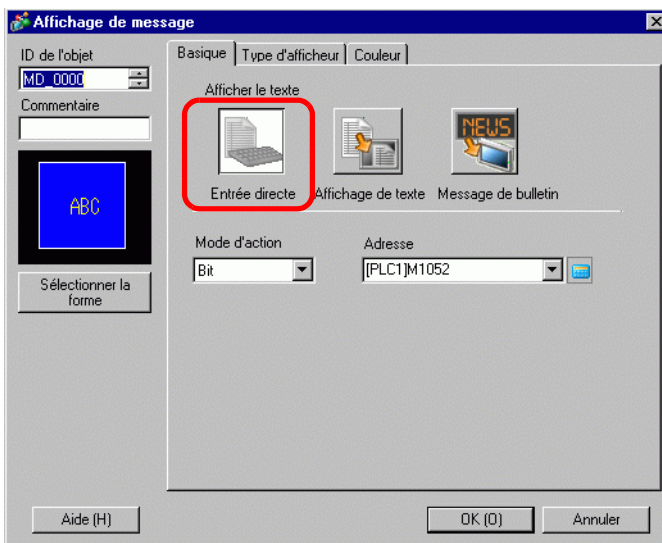 Affichage de message
ID de l'objet
MD_0000
Commentaire
ABC
Sélectionner la
forme
Basique
Type d'afficheur
Couleur
Afficher le texte
NEWS
Entrée directe
Affichage de texte
Message de bulletin
Mode d'action
Adresse
Bit
[PLC1]M1052
Aide (H)
OK (O)
Annuler